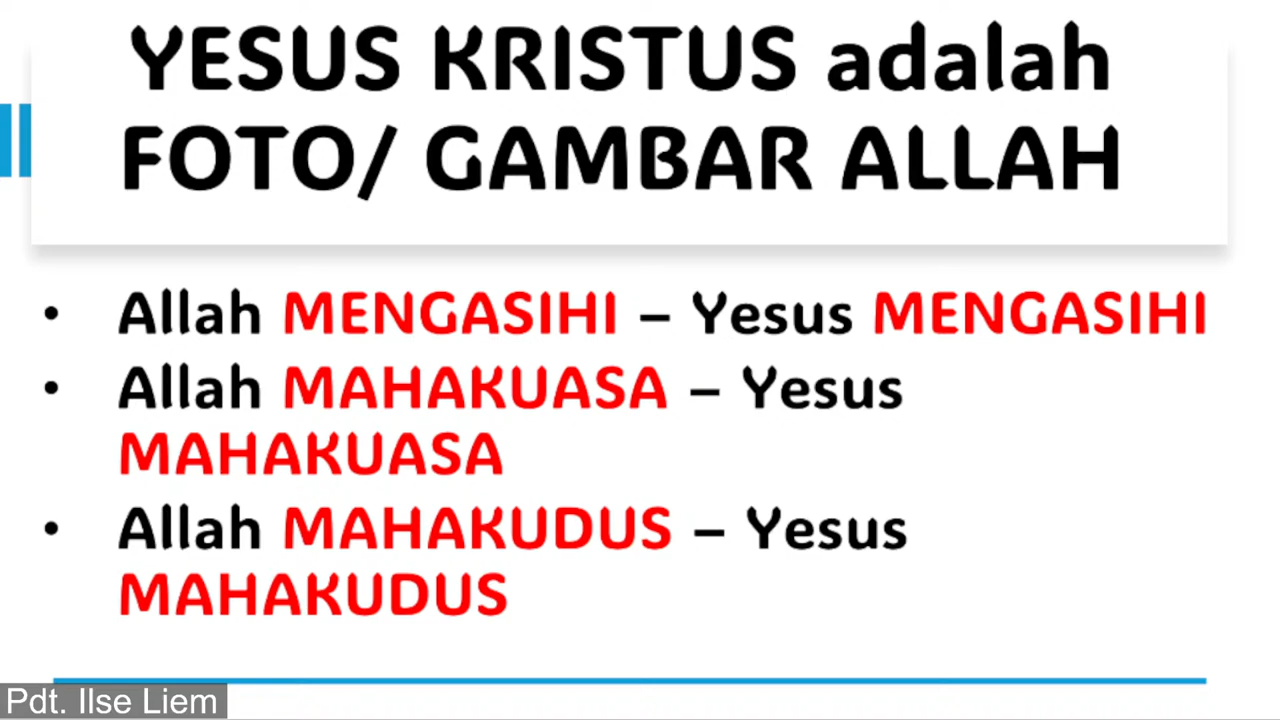 YESUS KRISTUS adalah
FOTO/ GAMBAR ALLAH
• Allah MENGASIHI – Yesus MENGASIHI
• Allah MAHAKUASA – Yesus
MAHAKUASA
• Allah MAHAKUDUS – Yesus
MAHAKUDUS
Pdt. Ilse Liem